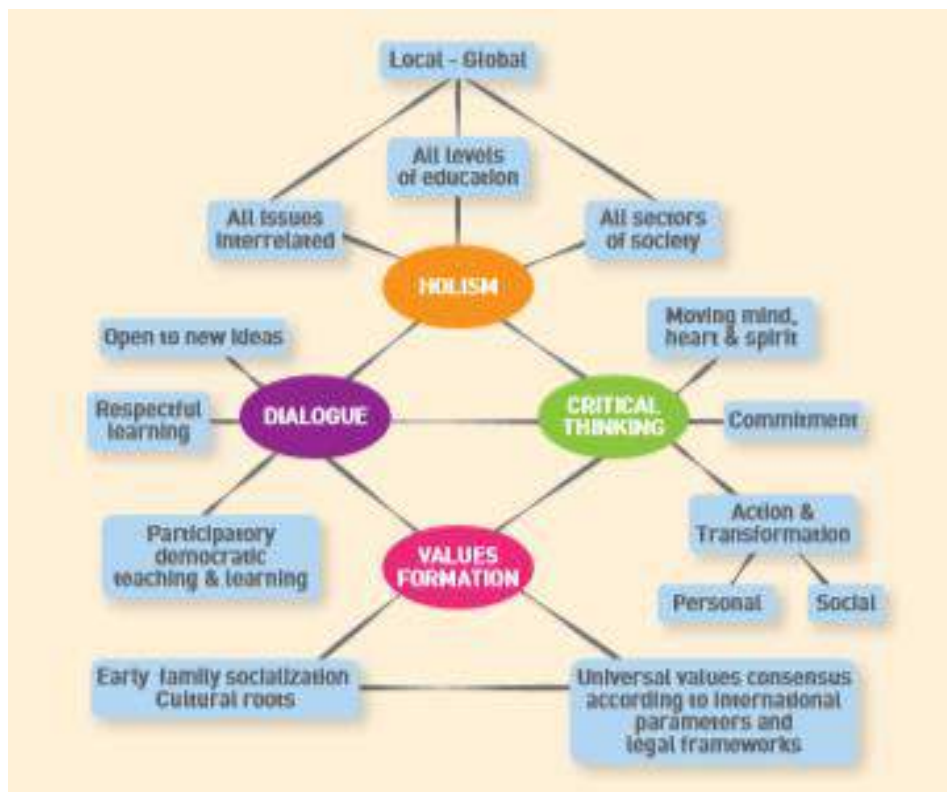 Local - Global
All levels
of education
All issues
interrelated
All sectors
of society
HOLISM
Moving mind,
heart & spirit
Open to new ideas
Respectful
learning
DIALOGUE
CRITICAL
THINKING
Commitment
Action &
Transformation
Participatory
democratic
teaching & learning
VALUES
FORMATION
Personal
Social
Early family socialization
Cultural roots
Universal values consensus
according to international
parameters and
legal frameworks